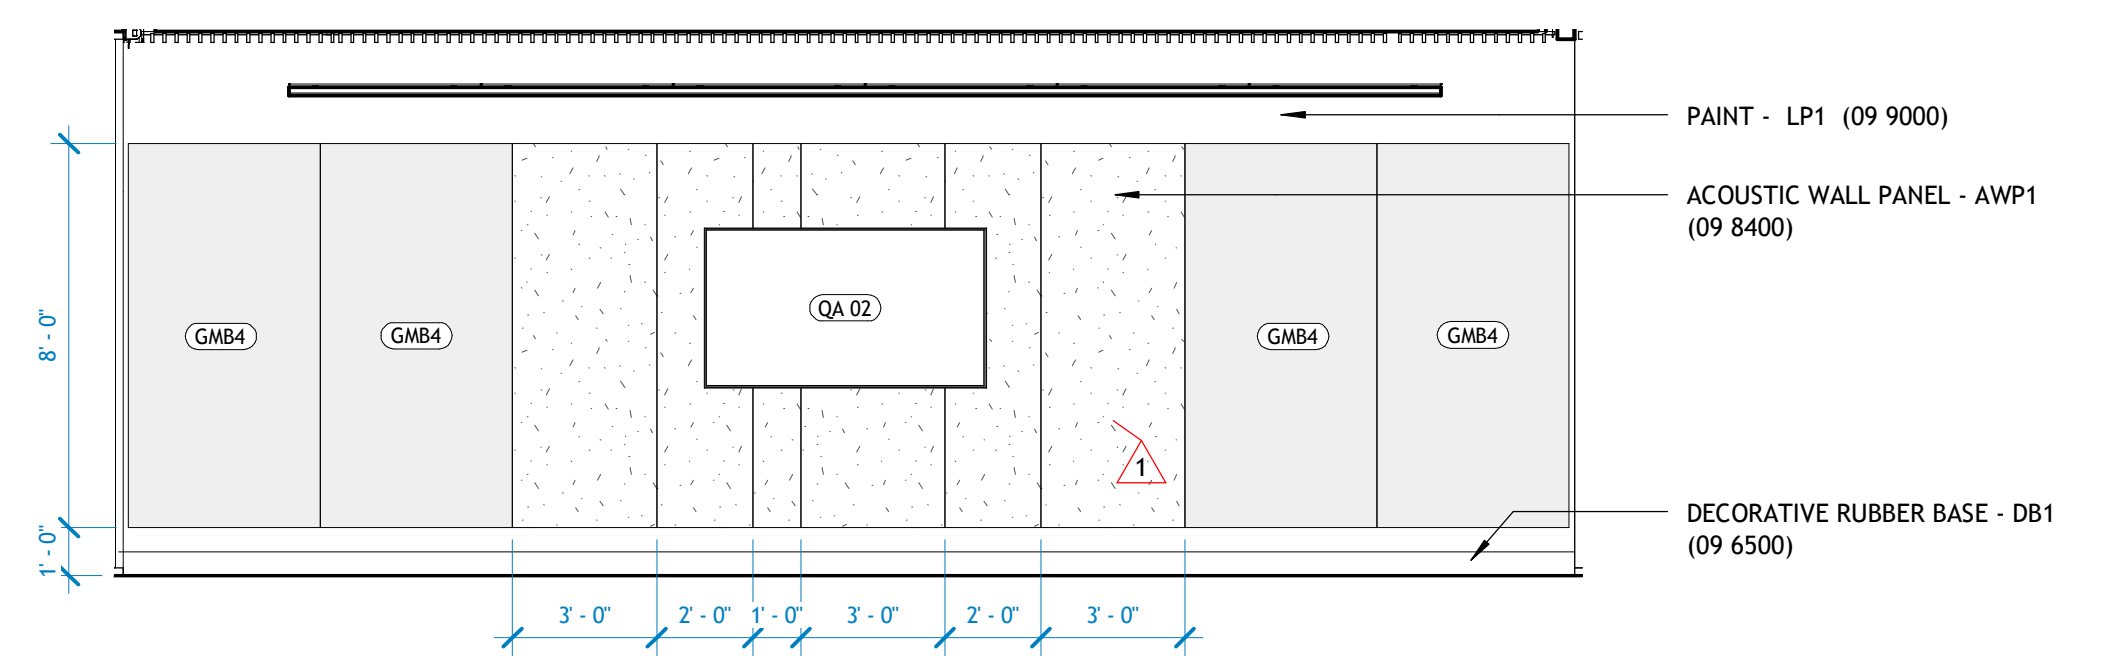 PAINT - LP1 (09 9000)
ACOUSTIC WALL PANEL - AWP1
(09 8400)
QA 02
GMB4
GMB4
GMB4
GMB4
8' - 0"
1
DECORATIVE RUBBER BASE - DB1
(09 6500)
1' - 0"
3' - 0"
2' - 0"
1' - 0"
3' - 0"
2' - 0"
3' - 0"